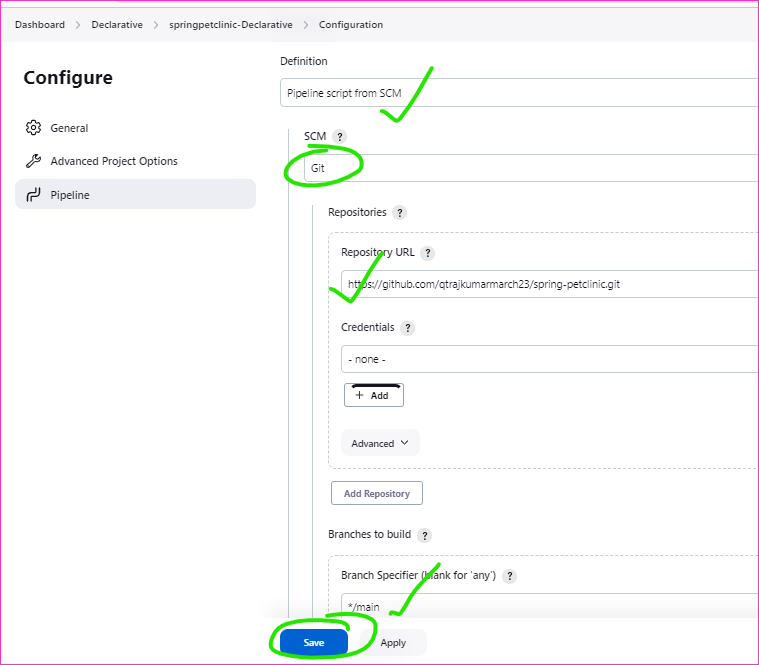 Dashboard > Declarative > springpetclinic-Declarative > Configuration
Configure
General
Advanced Project Options
Pipeline
Definition
Pipeline script from SCM
SCM ?
Git
Repositories ?
Repository URL ?
https://github.com/qtrajkumarmarch23/spring-petclinic.git
Credentials ?
- none -
+ Add
Advanced
Add Repository
Branches to build ?
Branch Specifier (blank for 'any') ?
*/main
Save Apply